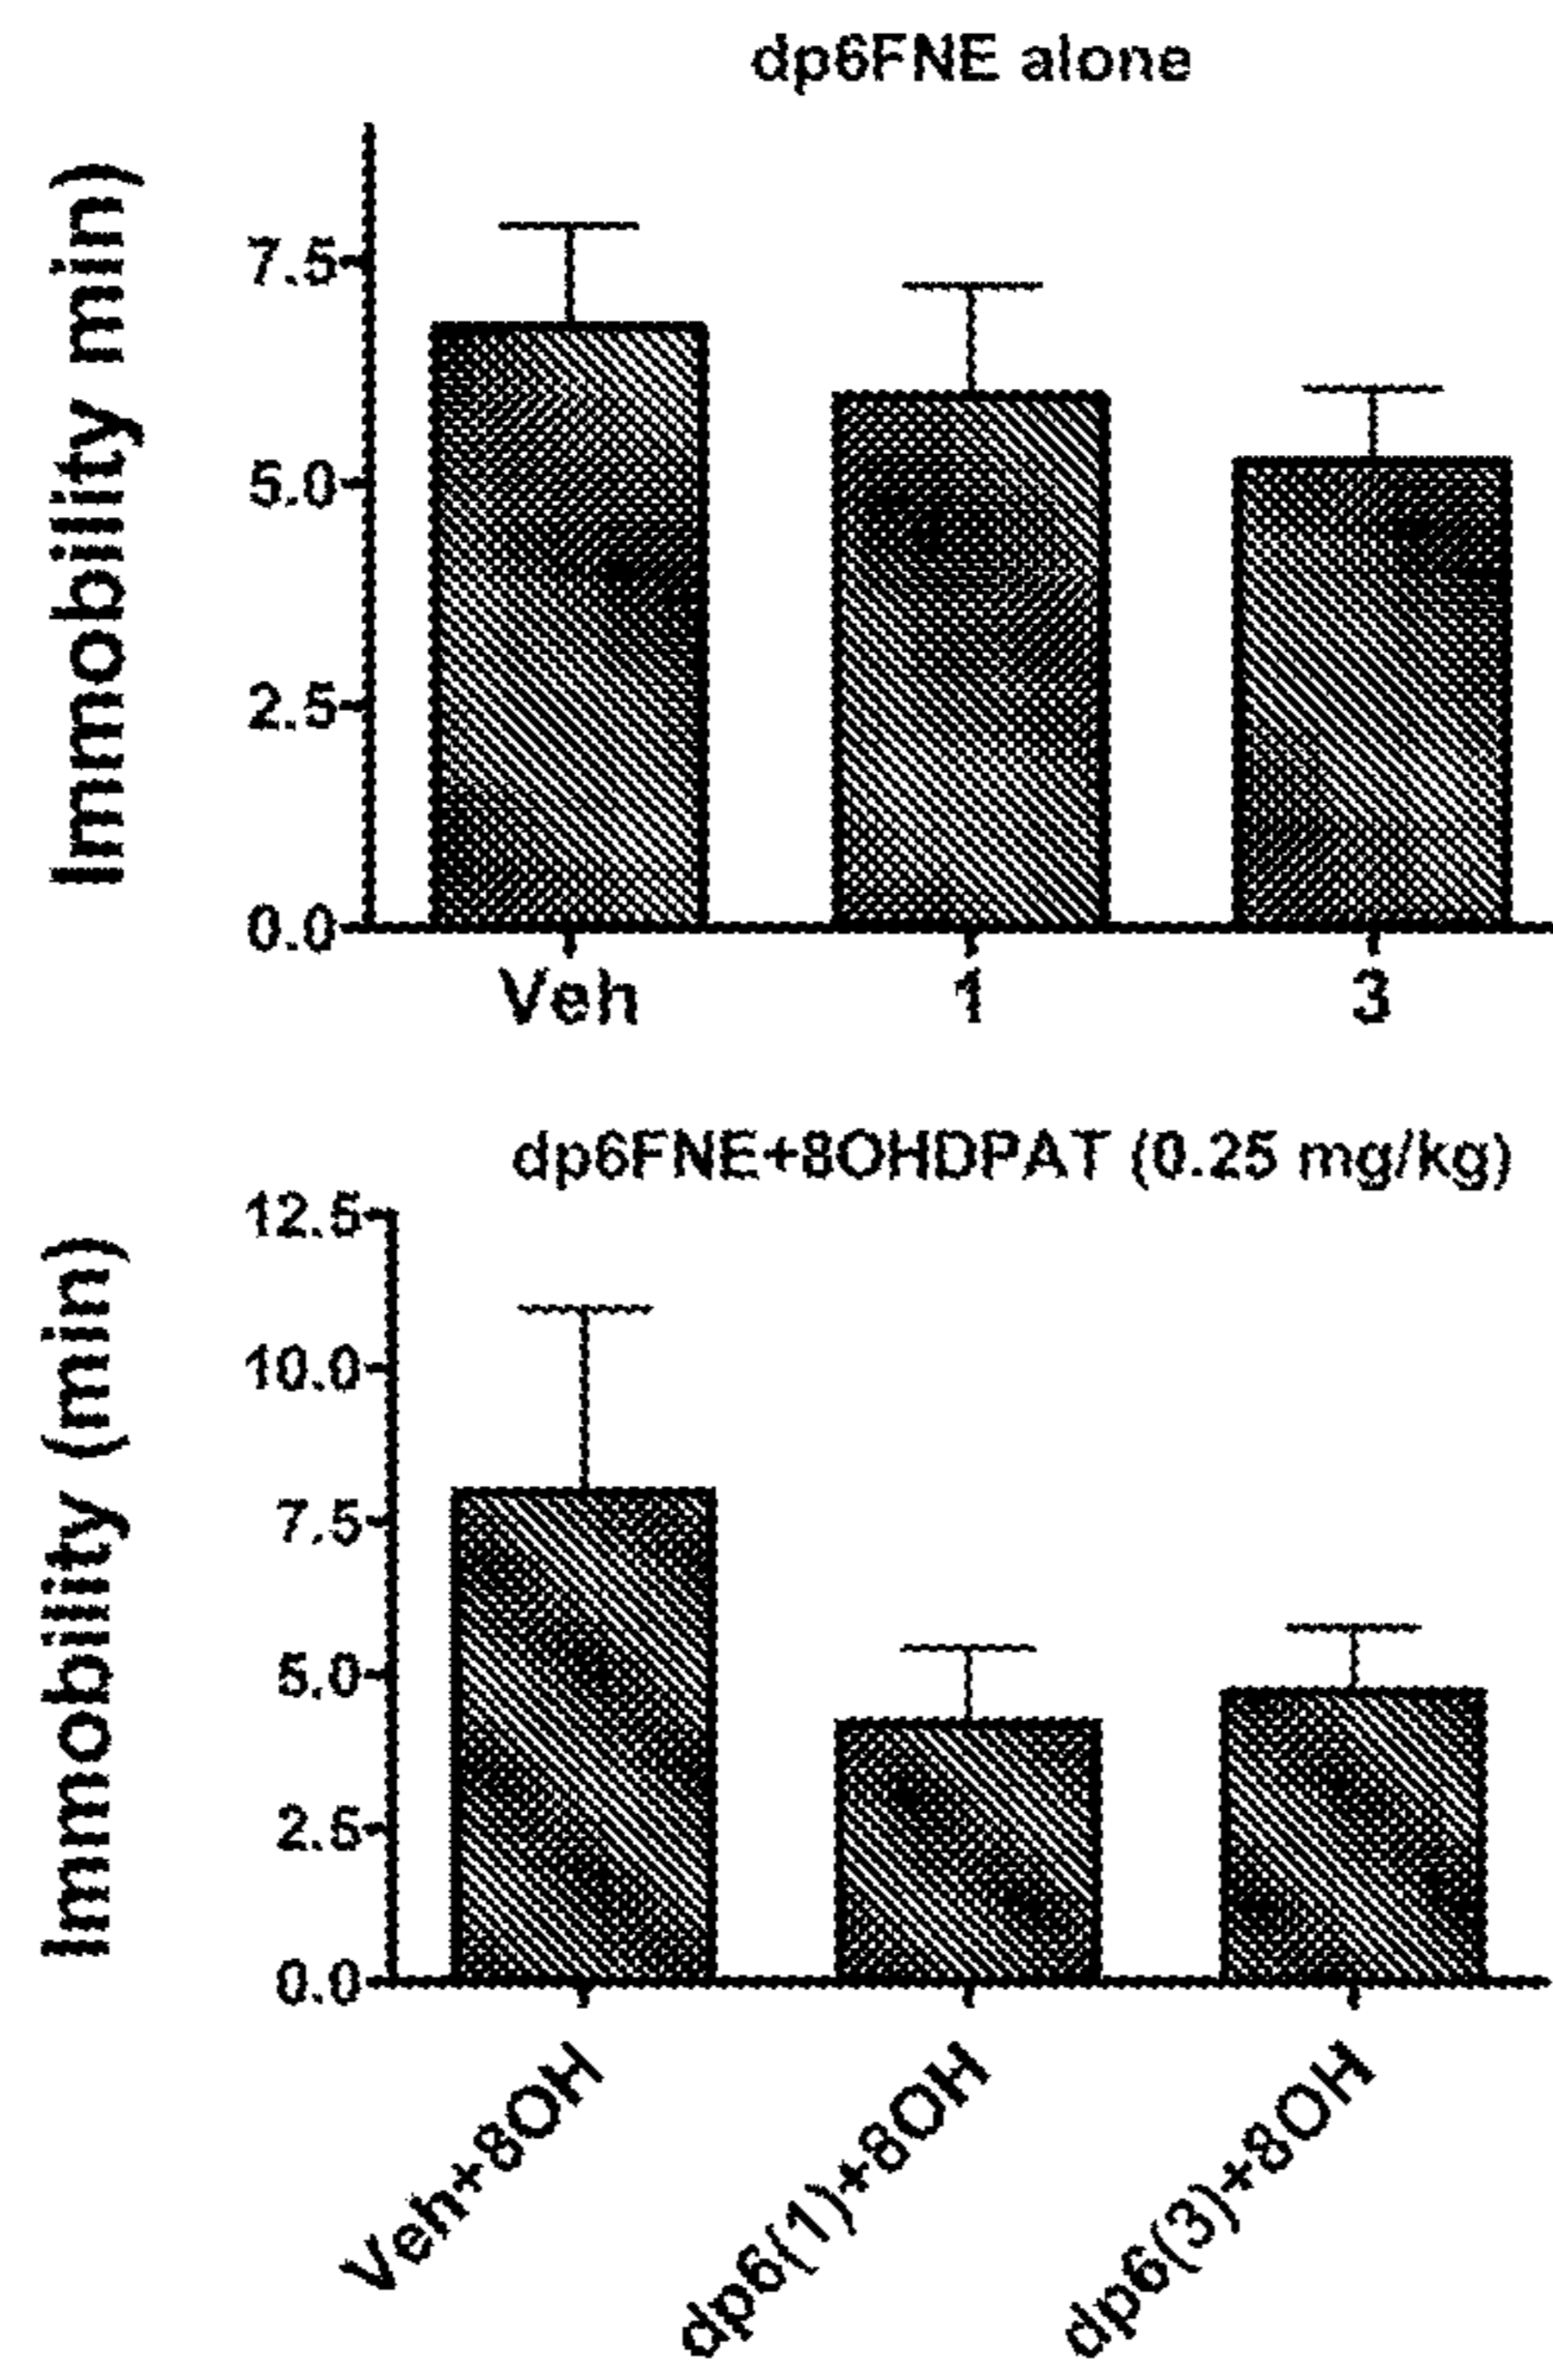 dp6FNE alone
Immobility min)
7.5
5.0
2.5
0.0
Veh 1 3
dp6FNE+8OHDPAT (0.25 mg/kg)
Immobility (min)
12.5
10.0
7.5
5.0
2.5
0.0
Veh+8OH
dp6(1)+8OH
dp6(3)+8OH